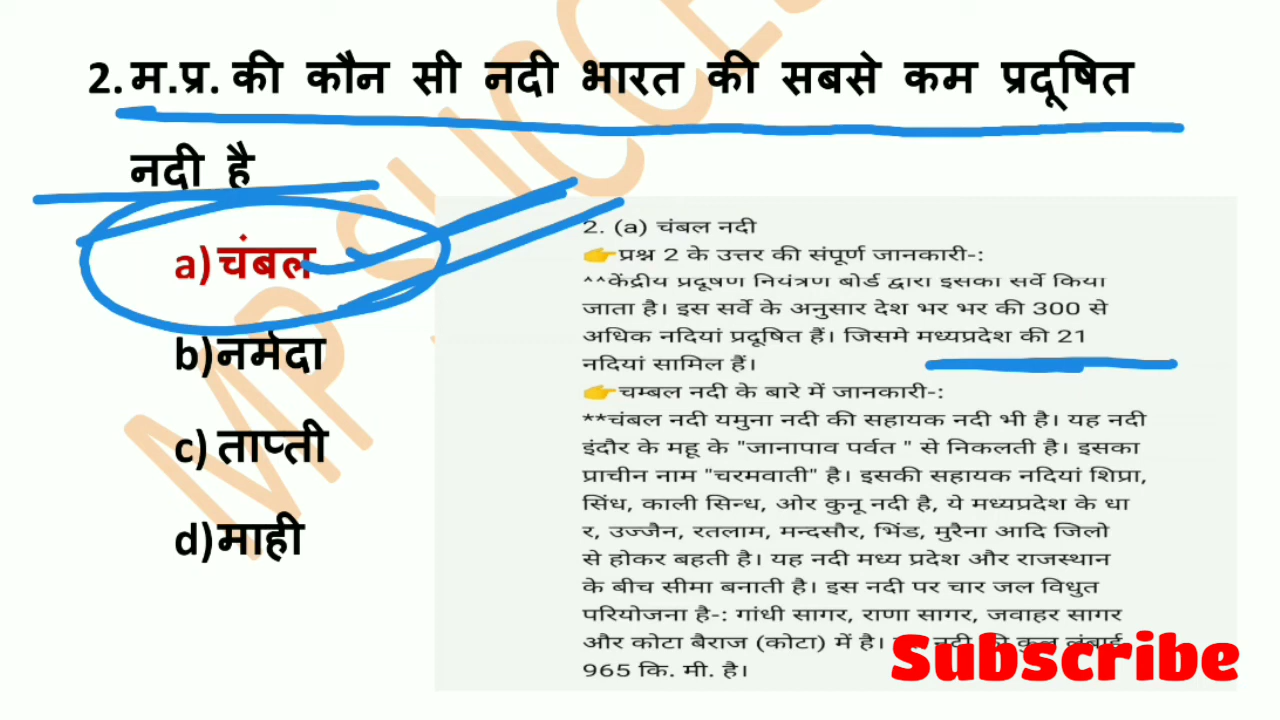 2. म.प्र. की कौन सी नदी भारत की सबसे कम प्रदूषित
नदी है
a) चंबल
b) नर्मदा
c) ताप्ती
d) माही
2. (a) चंबल नदी
👉प्रश्न 2 के उत्तर की संपूर्ण जानकारी-:
^^केंद्रीय प्रदूषण नियंत्रण बोर्ड द्वारा इसका सर्वे किया
जाता है। इस सर्वे के अनुसार देश भर भर की 300 से
अधिक नदियां प्रदूषित हैं। जिसमे मध्यप्रदेश की 21
नदियां सामिल हैं।
👉चम्बल नदी के बारे में जानकारी-:
**चंबल नदी यमुना नदी की सहायक नदी भी है। यह नदी
इंदौर के महू के "जानापाव पर्वत " से निकलती है। इसका
प्राचीन नाम "चरमवाती" है। इसकी सहायक नदियां शिप्रा,
सिंध, काली सिन्ध, ओर कुनू नदी है, ये मध्यप्रदेश के धा
र, उज्जैन, रतलाम, मन्दसौर, भिंड, मुरैना आदि जिलो
से होकर बहती है। यह नदी मध्य प्रदेश और राजस्थान
के बीच सीमा बनाती है। इस नदी पर चार जल विधुत
परियोजना है-: गांधी सागर, राणा सागर, जवाहर सागर
और कोटा बैराज (कोटा) में है। नदी की कुल लंबाई
965 कि. मी. है।
Subscribe